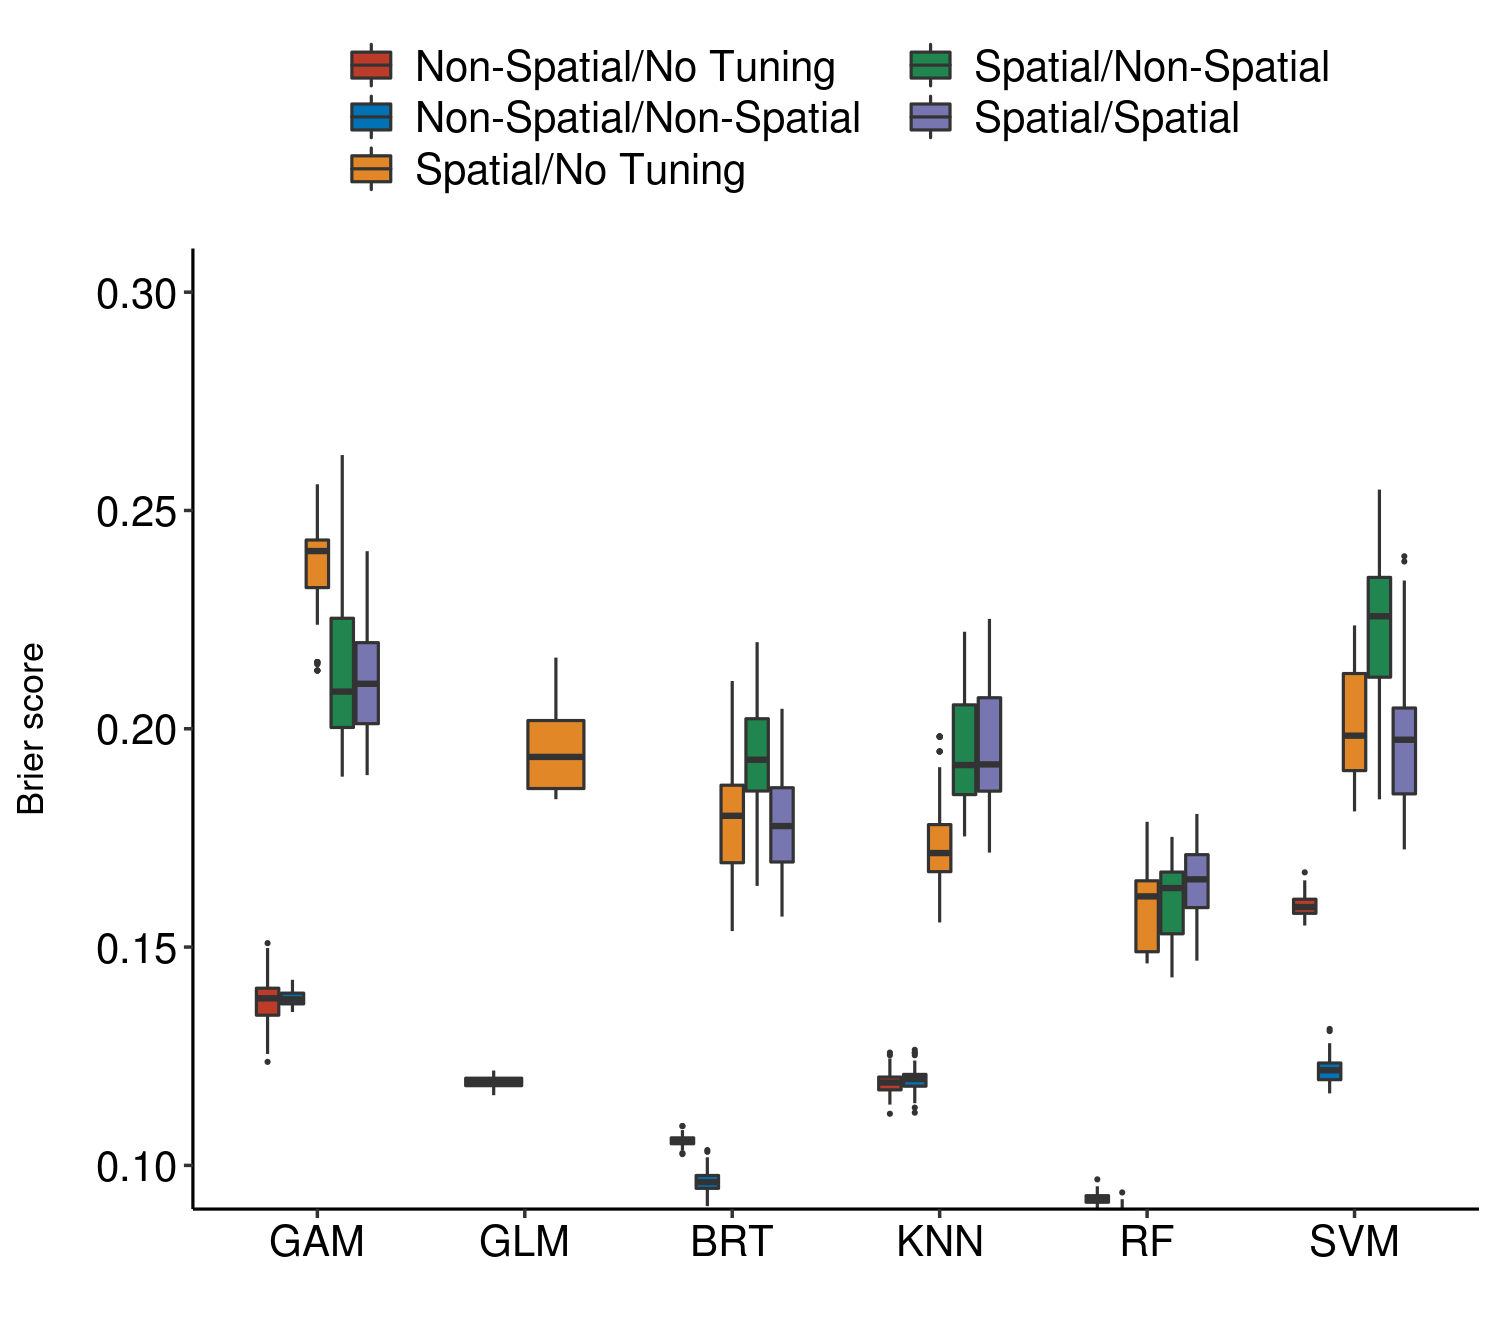 Non-Spatial/No Tuning
Non-Spatial/Non-Spatial
Spatial/No Tuning
Spatial/Non-Spatial
Spatial/Spatial
Brier score
0.30
0.25
0.20
0.15
0.10
GAM GLM BRT KNN RF SVM